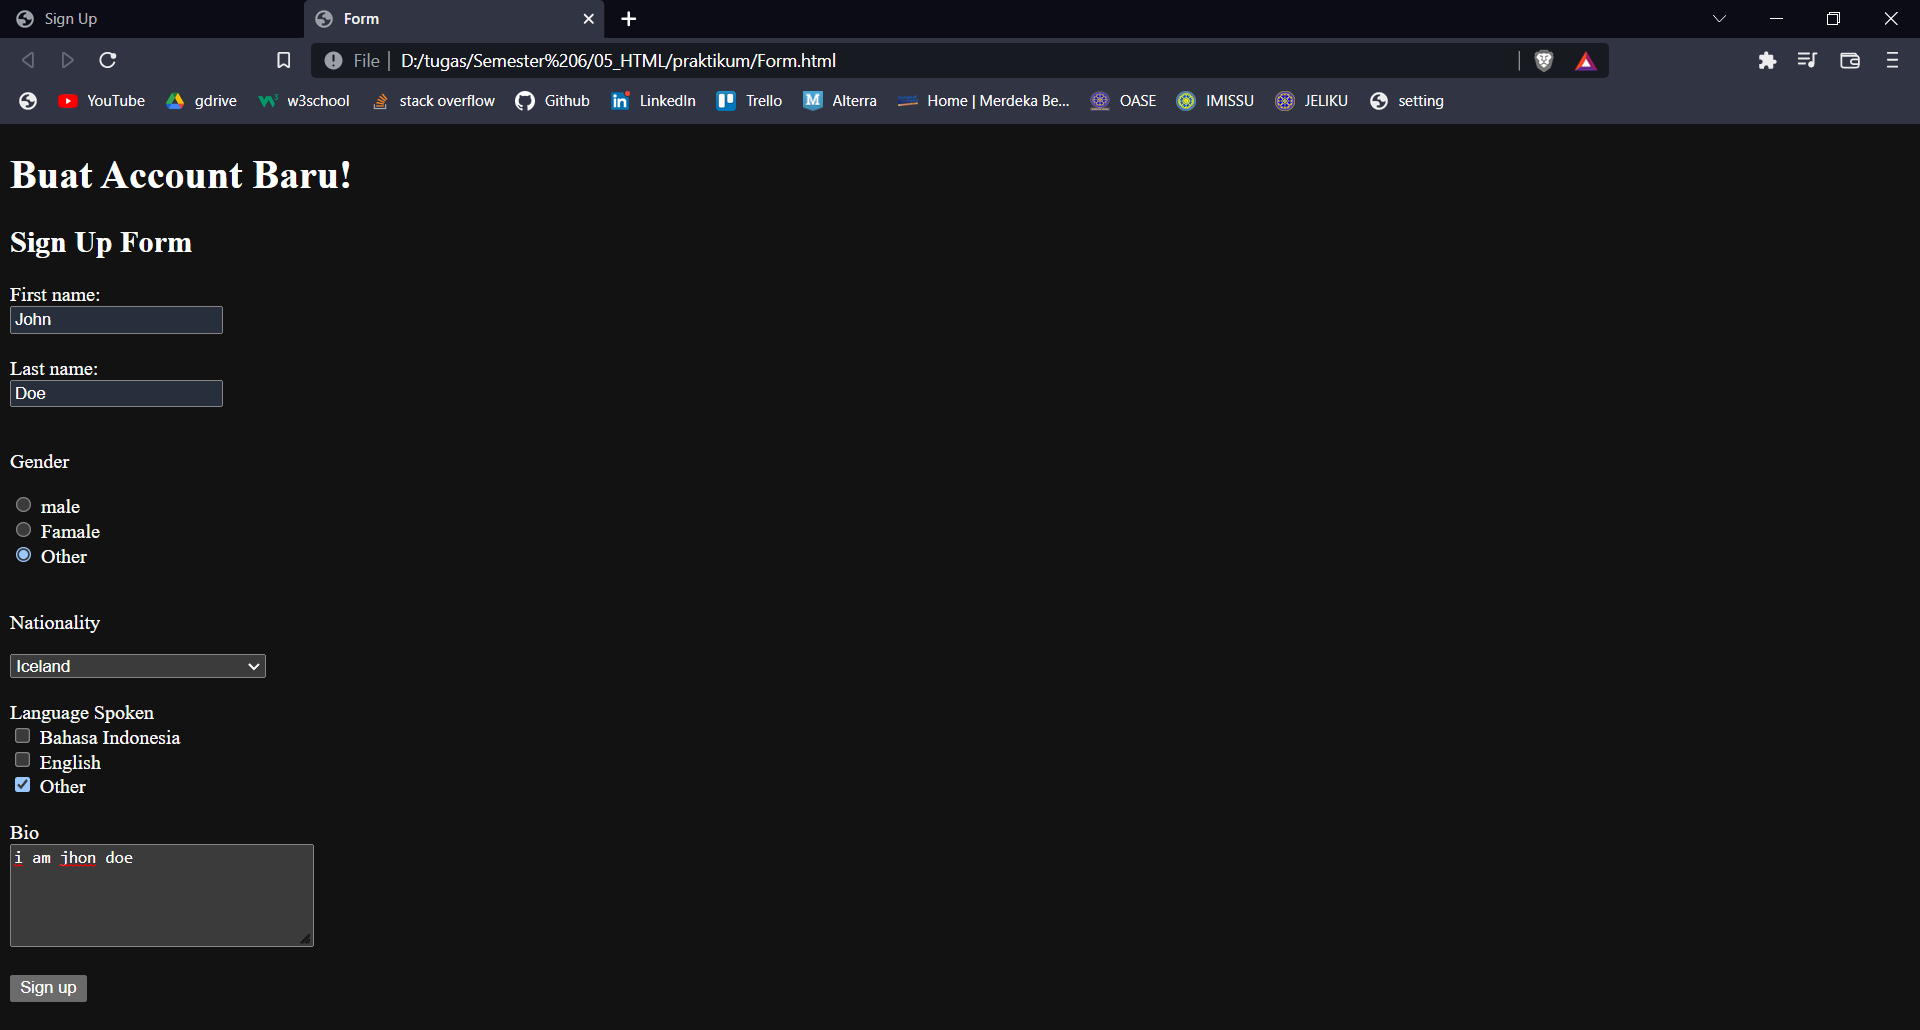 Sign Up
Form
File
D:/tugas/Semester%206/05_HTML/praktikum/Form.html
YouTube gdrive w3school stack overflow Github LinkedIn Trello Alterra Home | Merdeka Be... OASE IMISSU JELIKU setting
Buat Account Baru!
Sign Up Form
First name:
John
Last name:
Doe
Gender
male
Famale
Other
Nationality
Iceland
Language Spoken
Bahasa Indonesia
English
Other
Bio
i am jhon doe
Sign up